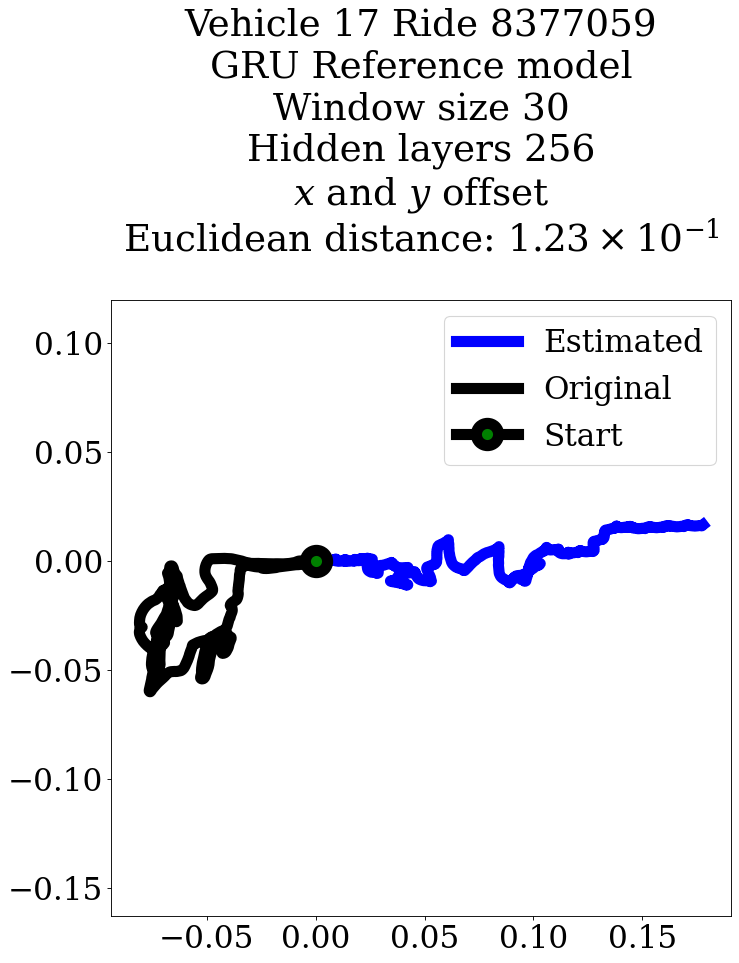 Vehicle 17 Ride 8377059
GRU Reference model
Window size 30
Hidden layers 256
x and y offset
Euclidean distance: 1.23 × 10⁻¹
Estimated
Original
Start
0.10
0.05
0.00
−0.05
−0.10
−0.15
−0.05 0.00 0.05 0.10 0.15